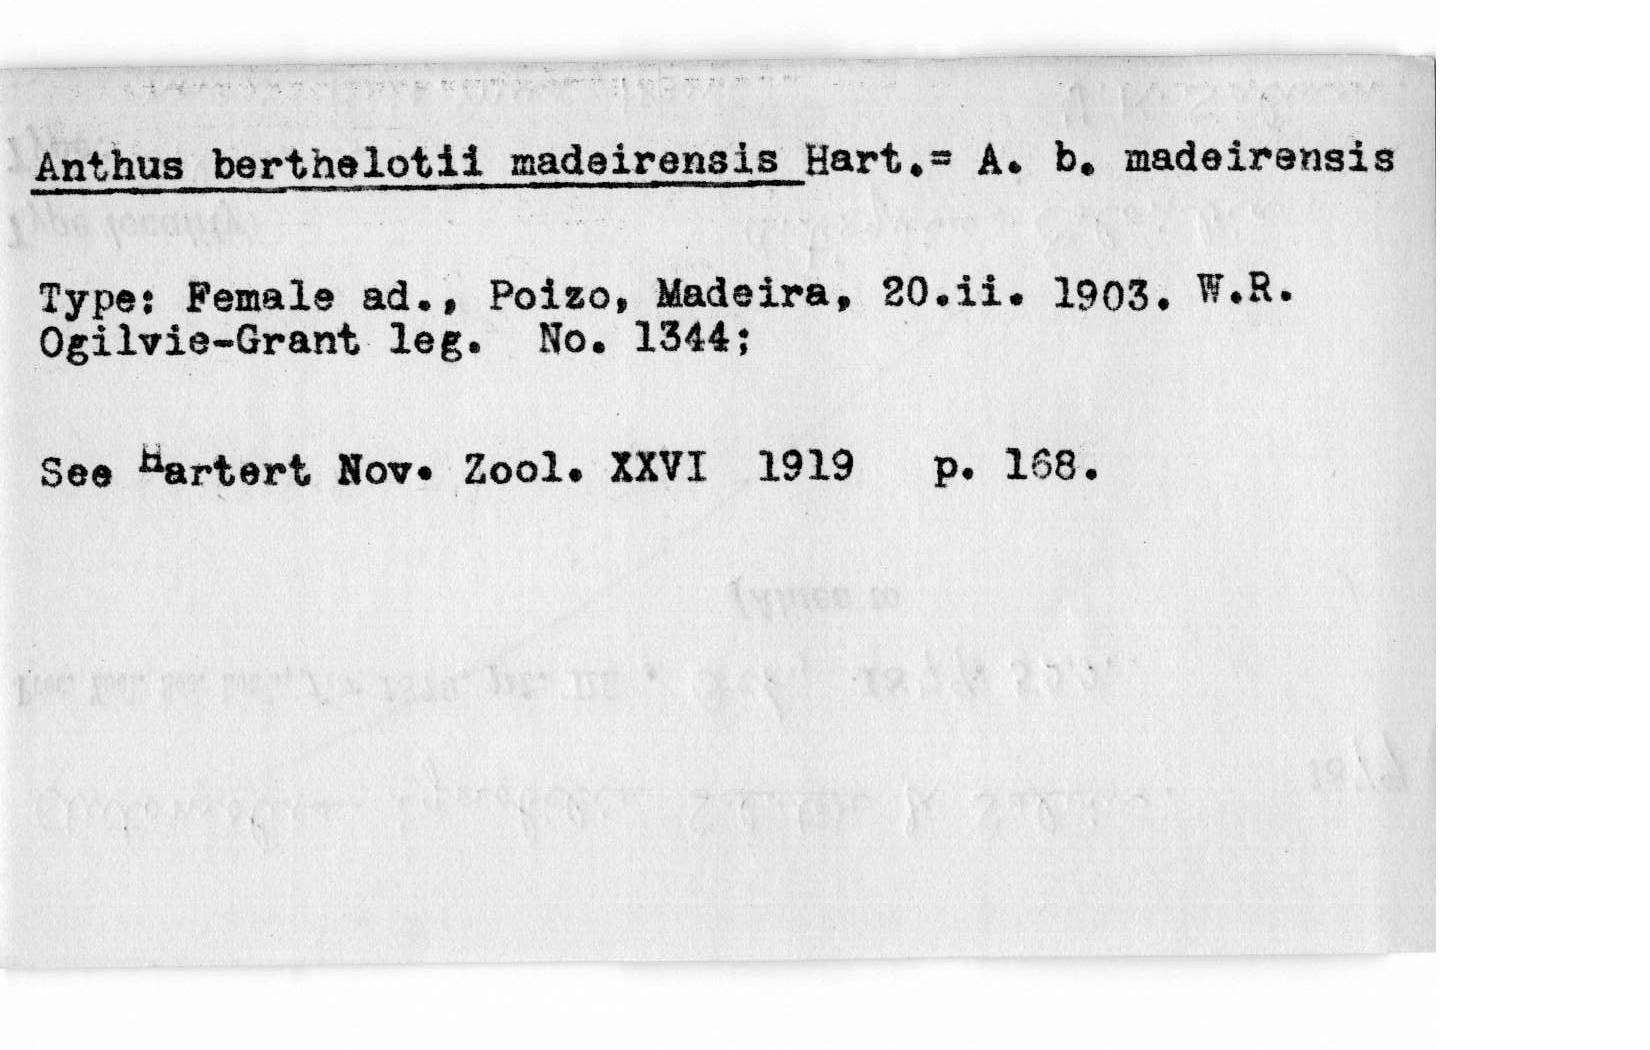 Anthus berthelotii madeirensis Hart.= A. b. madeirensis
Type: Female ad., Poizo, Madeira, 20.ii. 1903. W.R.
Ogilvie-Grant leg. No. 1344;
See Hartert Nov. Zool. XXVI 1919 p. 168.